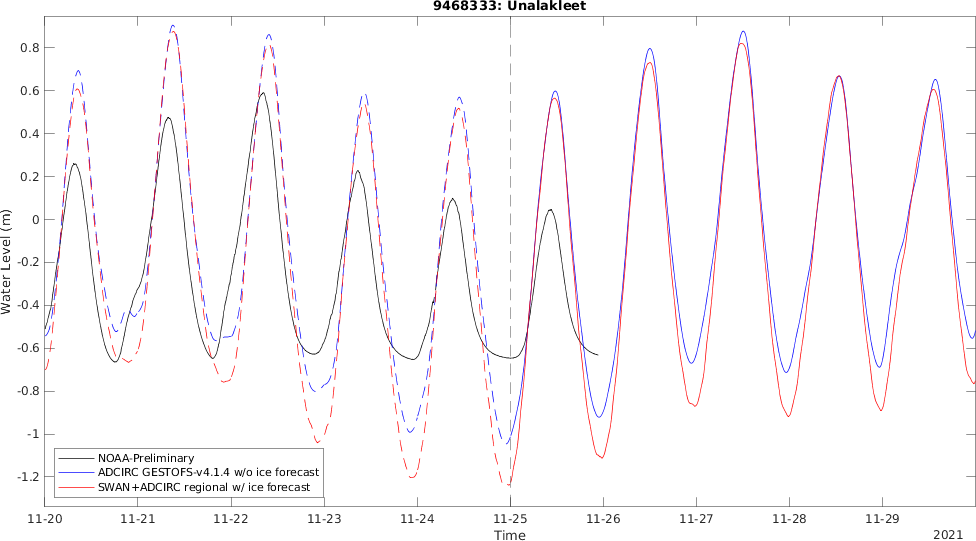 9468333: Unalakleet
Water Level (m)
0.8
0.6
0.4
0.2
0
-0.2
-0.4
-0.6
-0.8
-1
-1.2
NOAA-Preliminary
ADCIRC GESTOFS-v4.1.4 w/o ice forecast
SWAN+ADCIRC regional w/ ice forecast
11-20 11-21 11-22 11-23 11-24 11-25 11-26 11-27 11-28 11-29
Time
2021